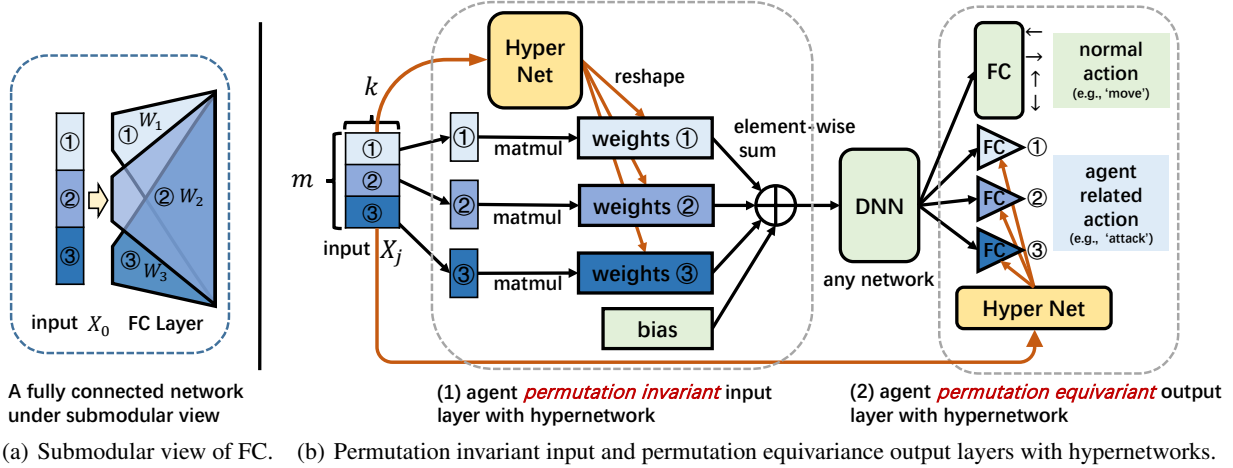 ① W₁
①
② W₂
②
③ W₃
③
input X₀ FC Layer
A fully connected network
under submodular view
(a) Submodular view of FC.
k
m
①
②
③
input X_j
Hyper
Net
reshape
①
matmul
weights ①
②
matmul
weights ②
③
matmul
weights ③
bias
element-wise
sum
DNN
any network
FC
←
→
↑
↓
normal
action
(e.g., ‘move’)
FC ①
FC ②
FC ③
agent
related
action
(e.g., ‘attack’)
Hyper Net
(1) agent permutation invariant input
layer with hypernetwork
(2) agent permutation equivariant output
layer with hypernetwork
(b) Permutation invariant input and permutation equivariance output layers with hypernetworks.